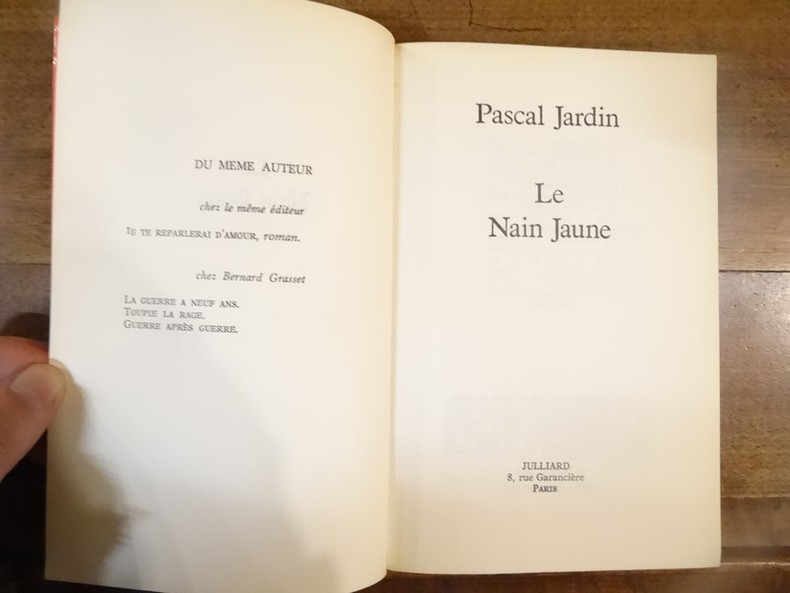 DU MEME AUTEUR
chez le même éditeur
JE TE REPARLERAI D'AMOUR, roman.
chez Bernard Grasset
LA GUERRE A NEUF ANS.
TOUPIE LA RAGE.
GUERRE APRÈS GUERRE.
Pascal Jardin
Le
Nain Jaune
JULLIARD
8, rue Garancière
PARIS